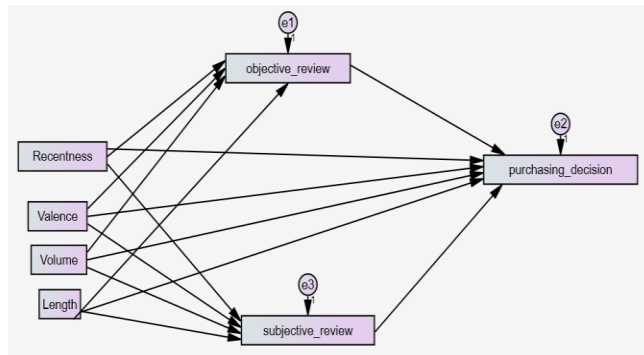 e1
1
objective_review
e2
1
Recentness
purchasing_decision
Valence
Volume
e3
Length
1
subjective_review